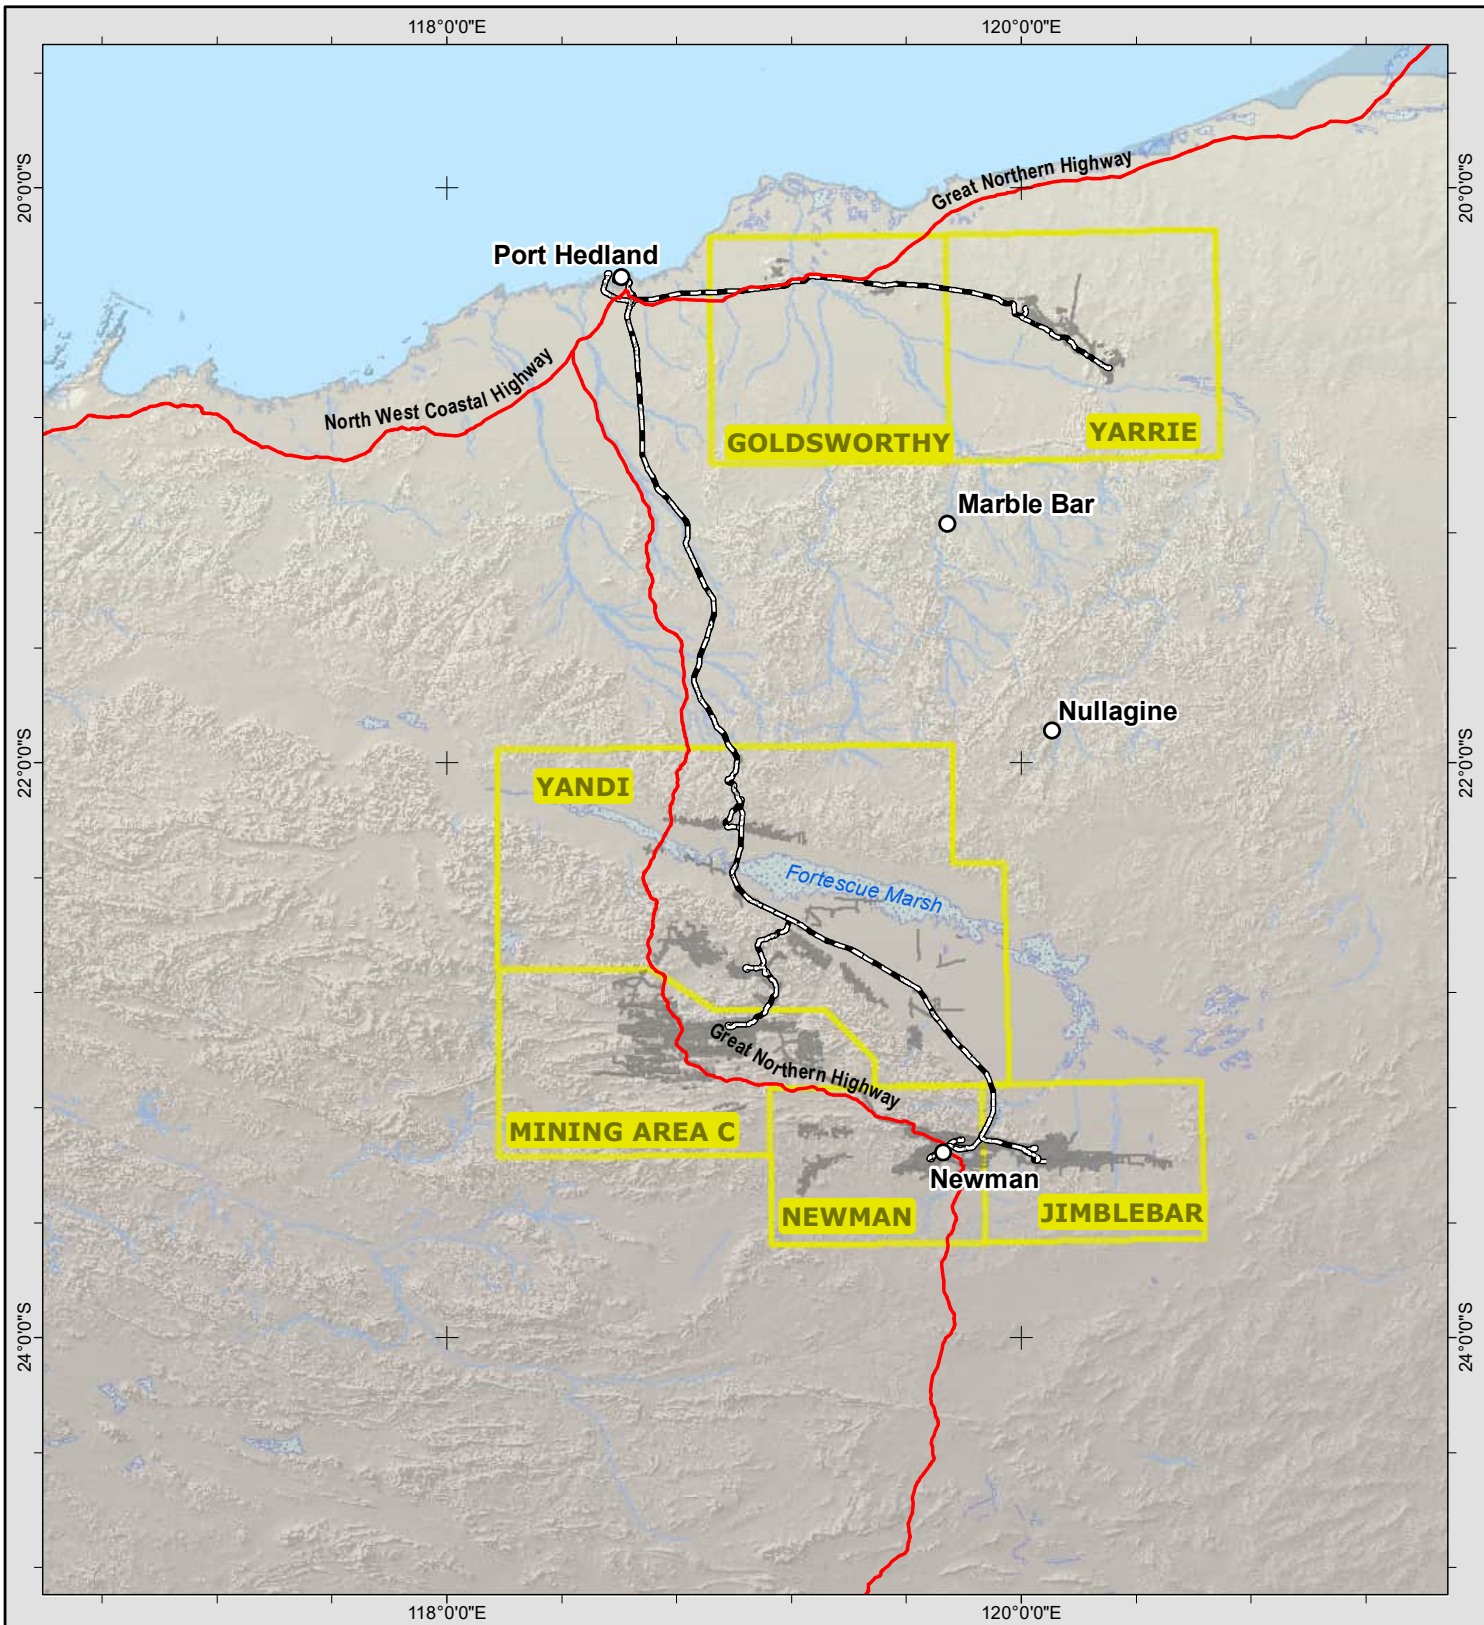 118°0'0"E
120°0'0"E
20°0'0"S
20°0'0"S
Great Northern Highway
Port Hedland
North West Coastal Highway
GOLDSWORTHY
YARRIE
Marble Bar
Nullagine
22°0'0"S
22°0'0"S
YANDI
Fortescue Marsh
Great Northern Highway
MINING AREA C
Newman
NEWMAN
JIMBLEBAR
24°0'0"S
24°0'0"S
118°0'0"E
120°0'0"E